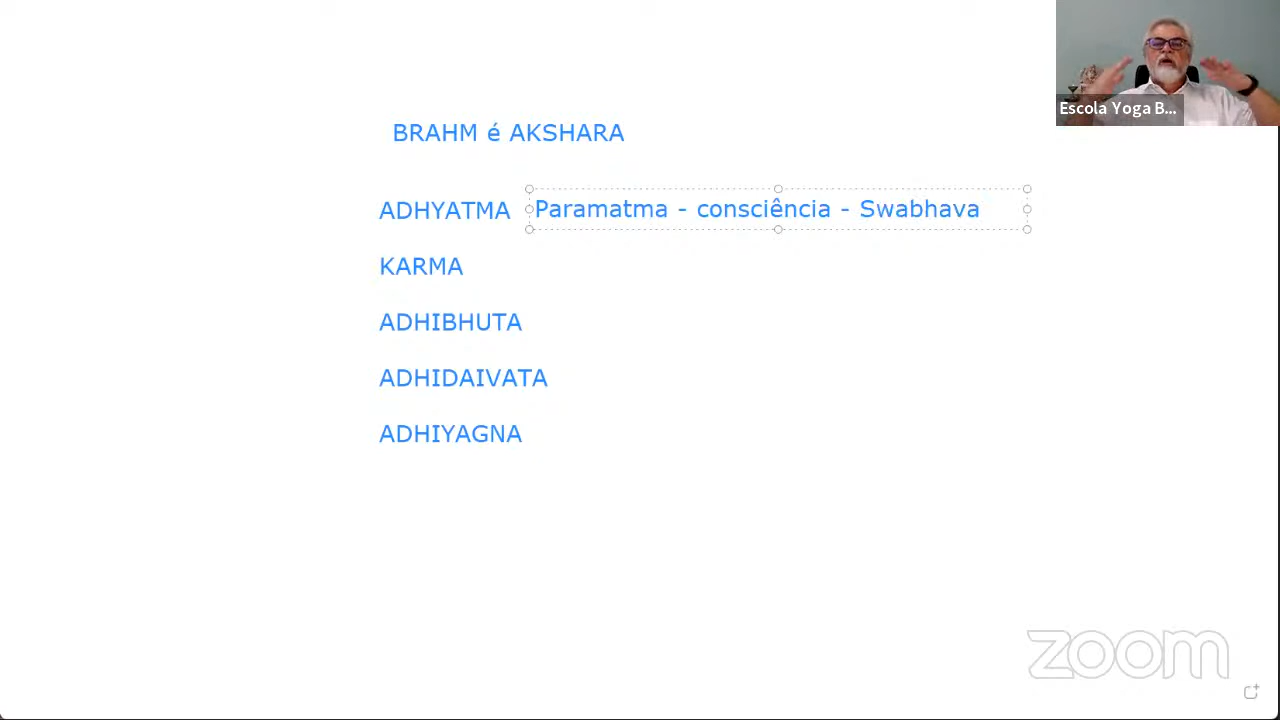 Escola Yoga B...
BRAHM é AKSHARA
ADHYATMA Paramatma - consciência - Swabhava
KARMA
ADHIBHUTA
ADHIDAIVATA
ADHIYAGNA
zoom